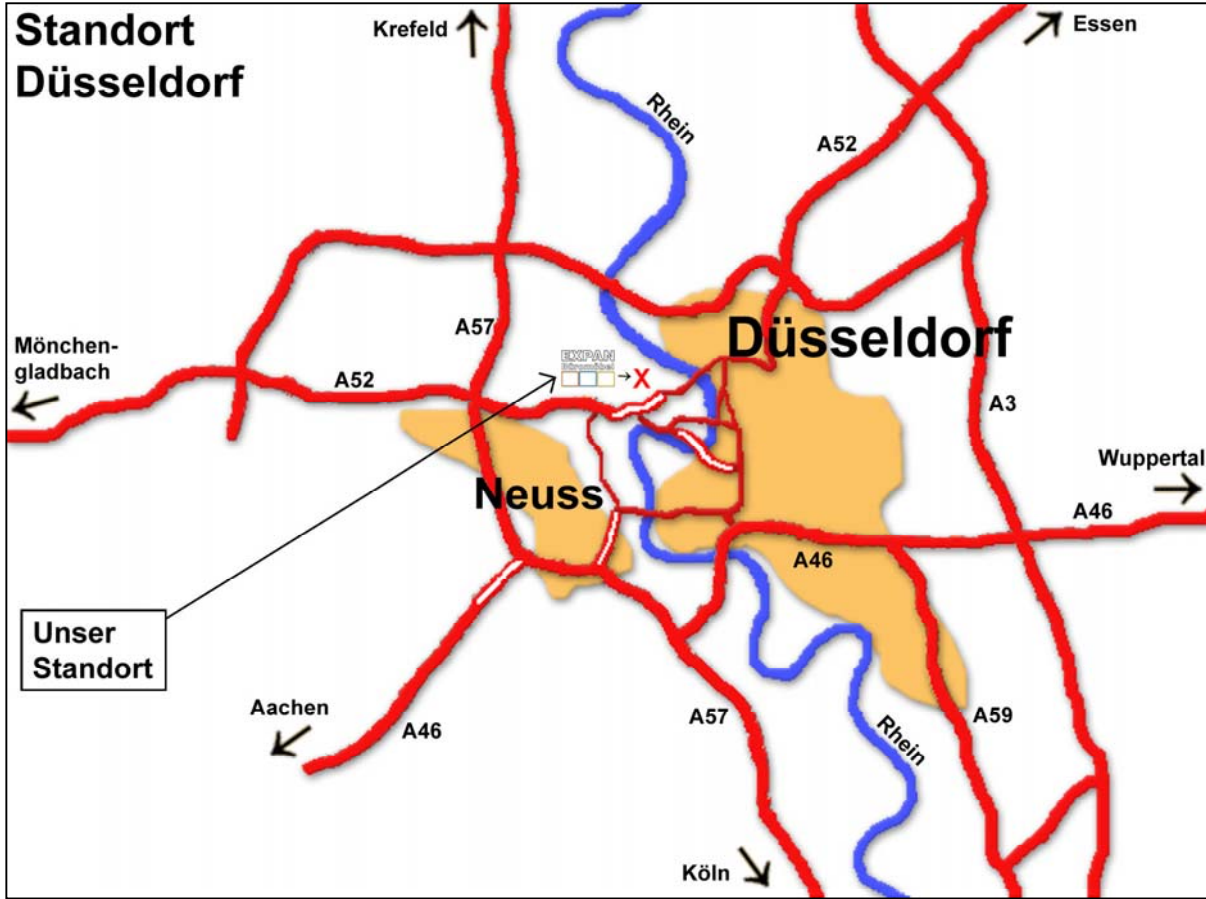 Standort
Düsseldorf
Krefeld
Essen
Rhein
A52
Düsseldorf
A57
Mönchen-
gladbach
A52
EXPAN
Büromöbel
X
A3
Wuppertal
A46
Neuss
A46
Unser
Standort
Aachen
A46
A57
A59
Rhein
Köln